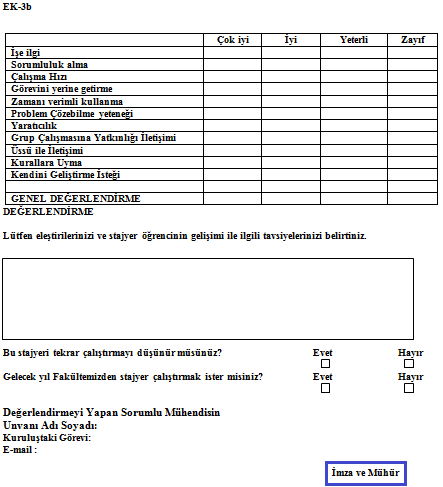 EK-3b
Çok iyi İyi Yeterli Zayıf
İşe ilgi
Sorumluluk alma
Çalışma Hızı
Görevini yerine getirme
Zamanı verimli kullanma
Problem Çözebilme yeteneği
Yaratıcılık
Grup Çalışmasına Yatkınlığı İletişimi
Üssü ile İletişimi
Kurallara Uyma
Kendini Geliştirme İsteği
GENEL DEĞERLENDİRME
DEĞERLENDİRME
Lütfen eleştirilerinizi ve stajyer öğrencinin gelişimi ile ilgili tavsiyelerinizi belirtiniz.
Bu stajyeri tekrar çalıştırmayı düşünür müsünüz? Evet Hayır
Gelecek yıl Fakültemizden stajyer çalıştırmak ister misiniz? Evet Hayır
Değerlendirmeyi Yapan Sorumlu Mühendisin
Unvanı Adı Soyadı:
Kuruluştaki Görevi:
E-mail :
İmza ve Mühür